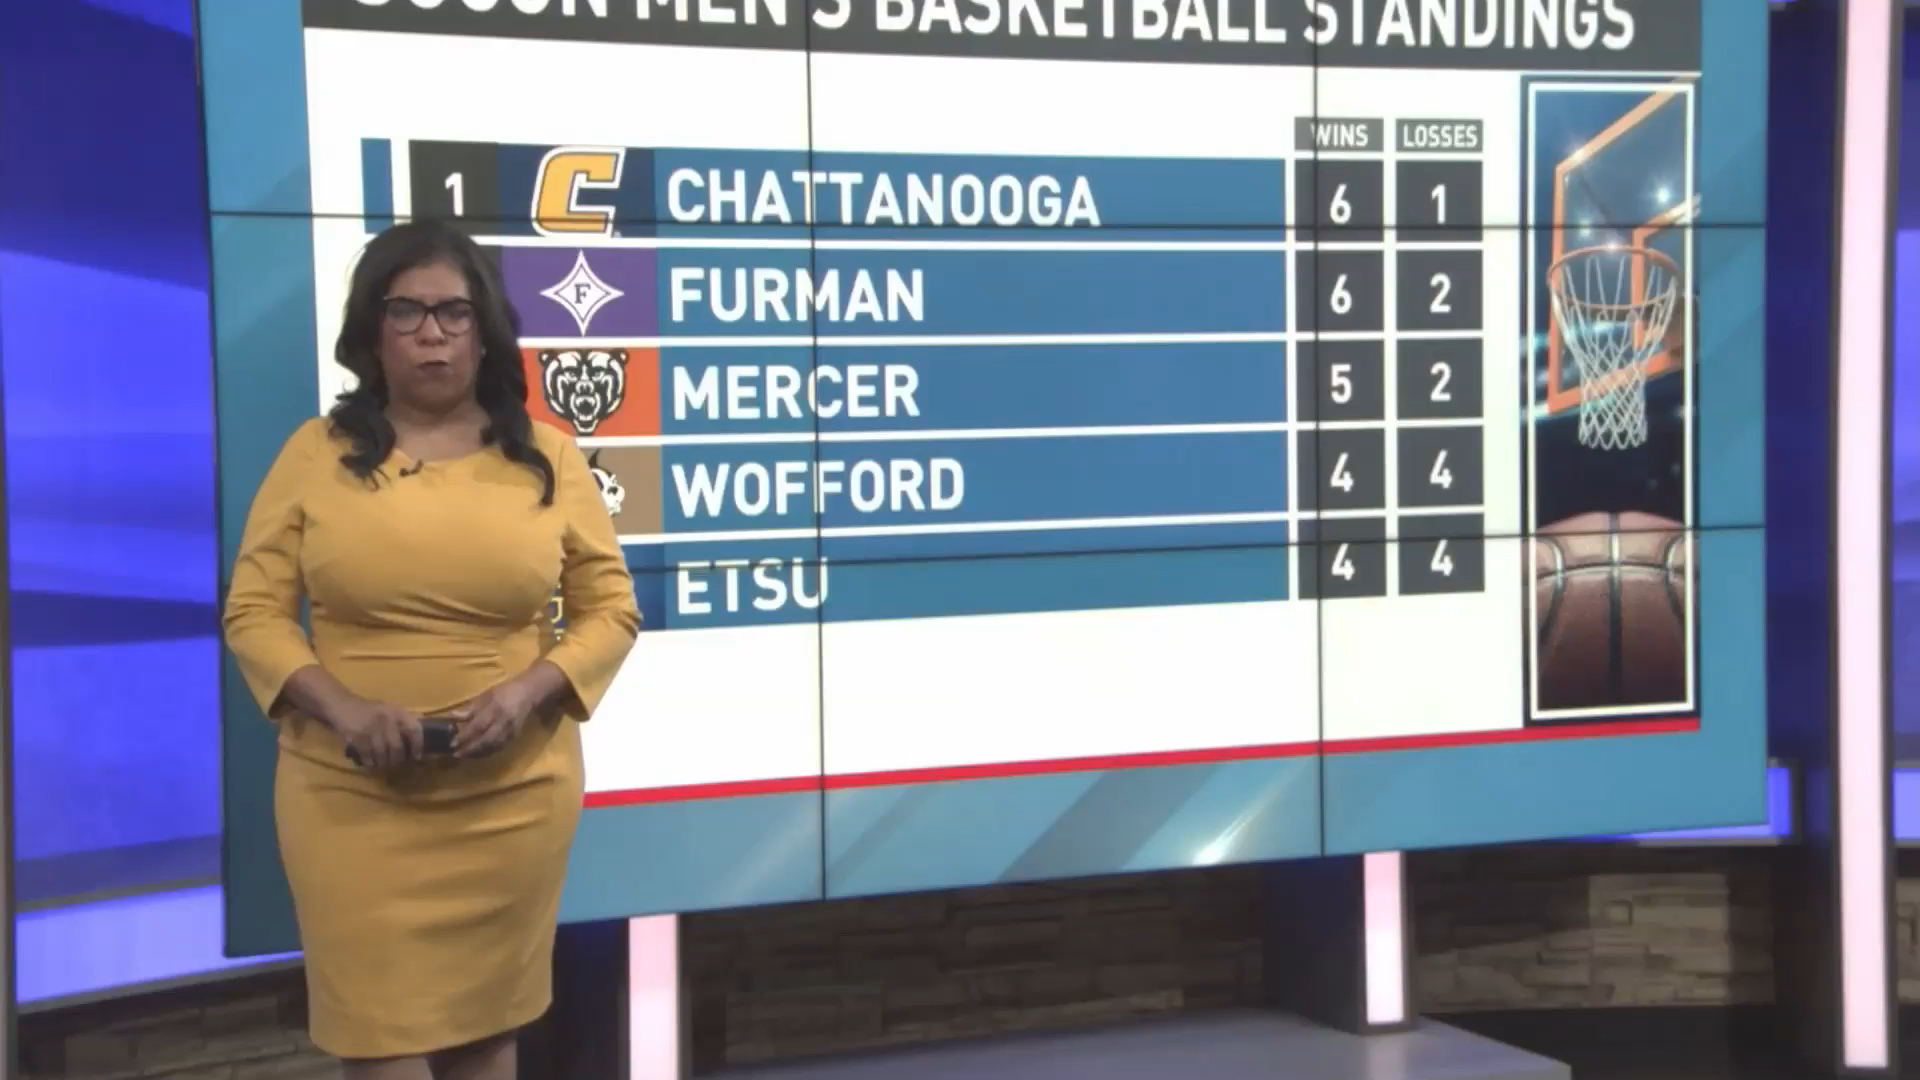 MEN'S BASKETBALL STANDINGS
WINS LOSSES
1 C CHATTANOOGA 6 1
F FURMAN 6 2
MERCER 5 2
WOFFORD 4 4
ETSU 4 4